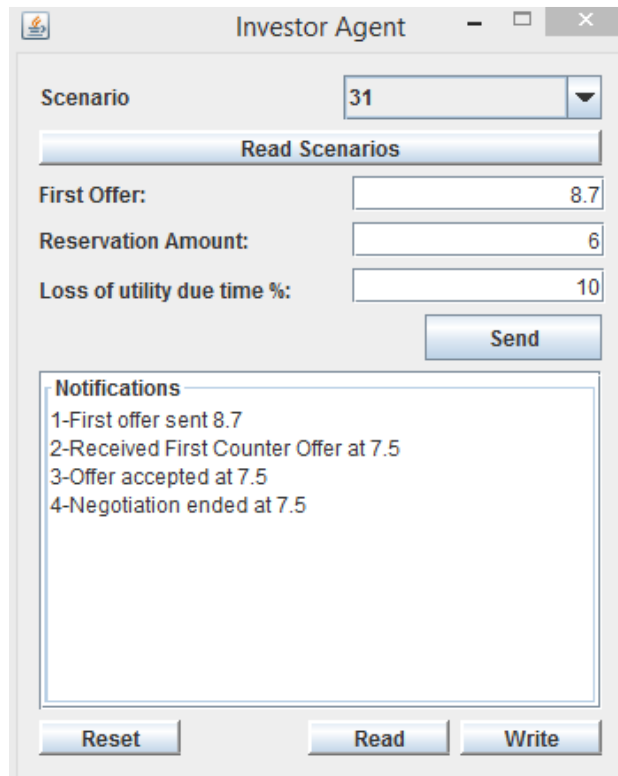 Investor Agent
Scenario 31
Read Scenarios
First Offer: 8.7
Reservation Amount: 6
Loss of utility due time %: 10
Send
Notifications
1-First offer sent 8.7
2-Received First Counter Offer at 7.5
3-Offer accepted at 7.5
4-Negotiation ended at 7.5
Reset Read Write